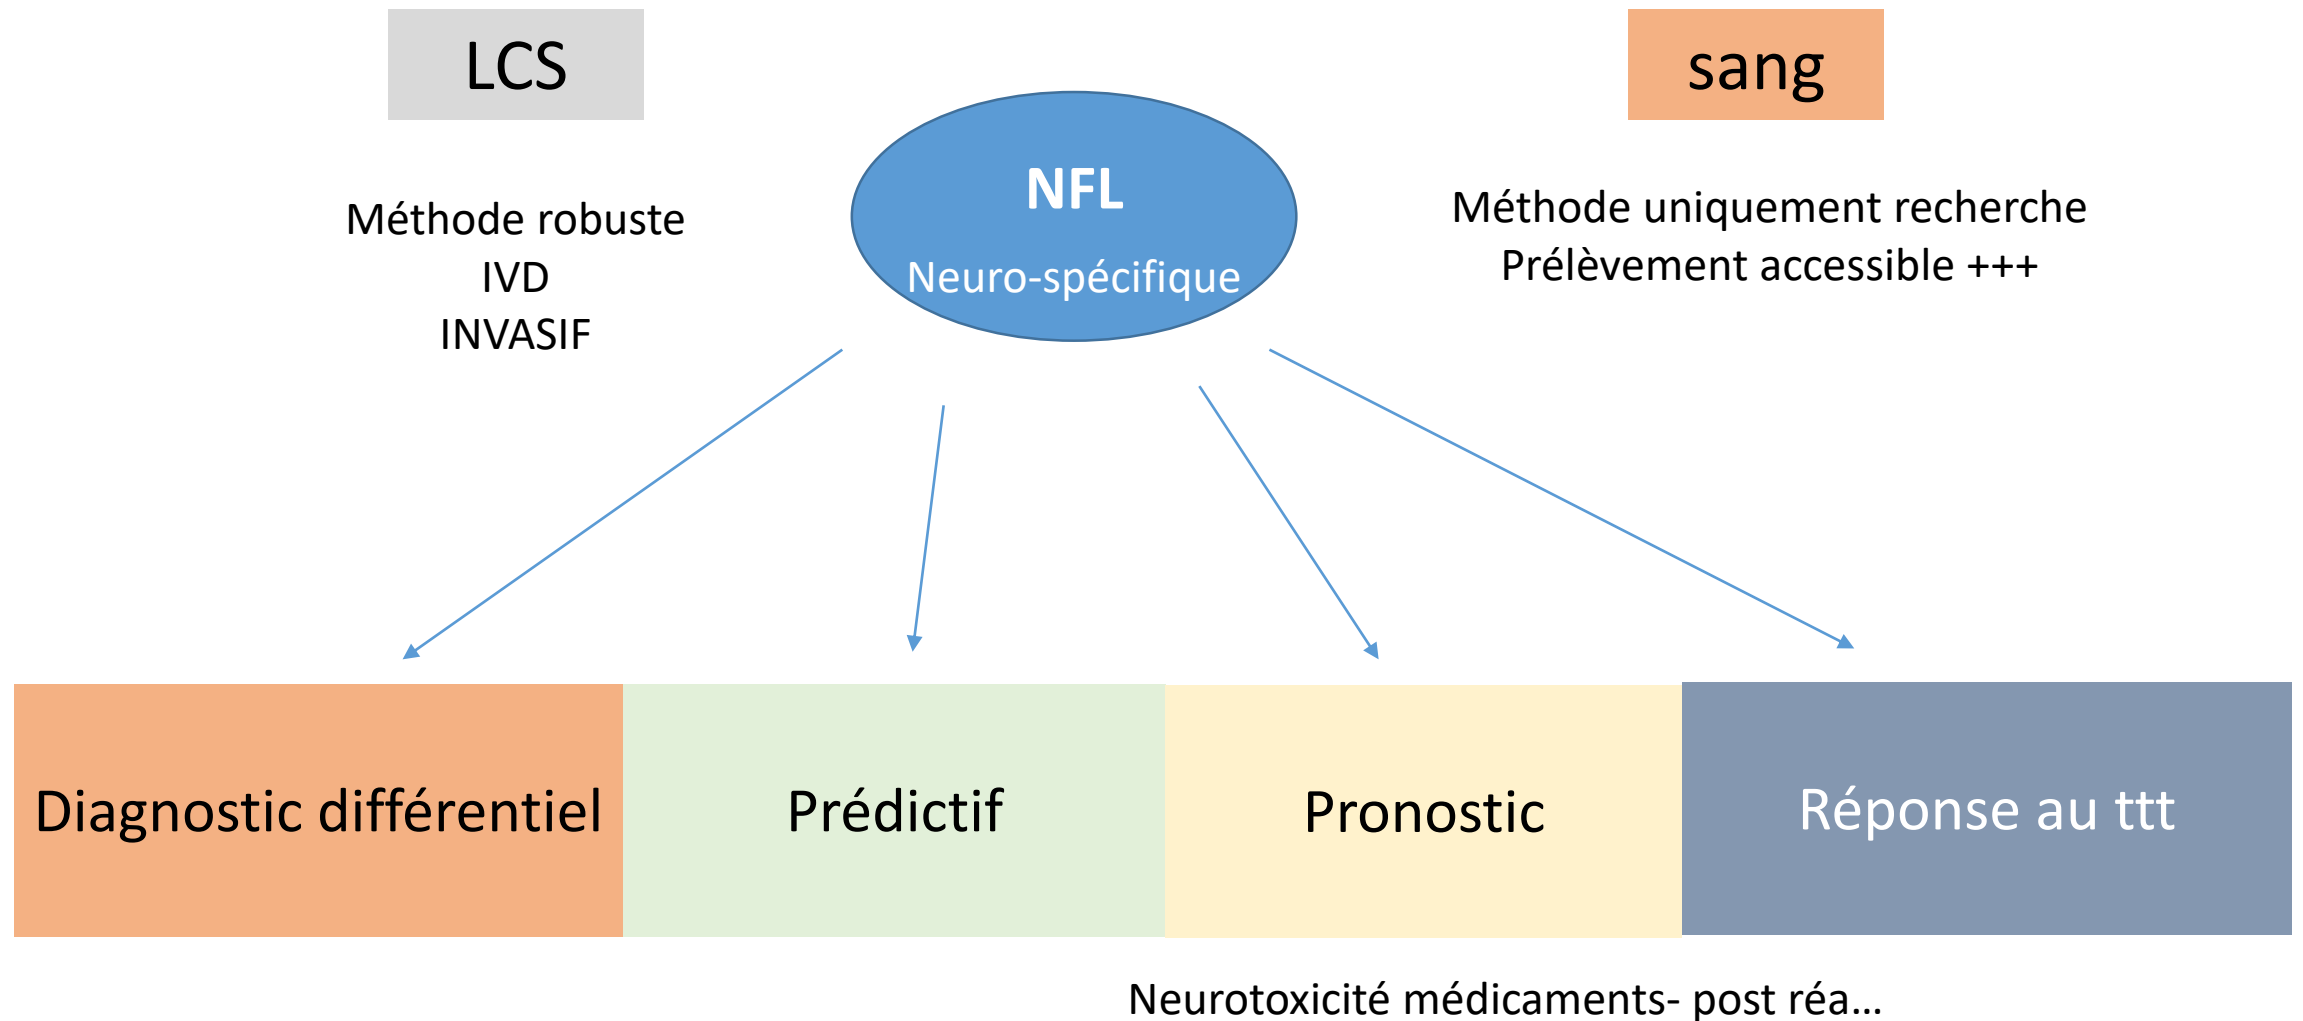 LCS
sang
NFL
Neuro-spécifique
Méthode robuste
IVD
INVASIF
Méthode uniquement recherche
Prélèvement accessible +++
Diagnostic différentiel
Prédictif
Pronostic
Réponse au ttt
Neurotoxicité médicaments- post réa...